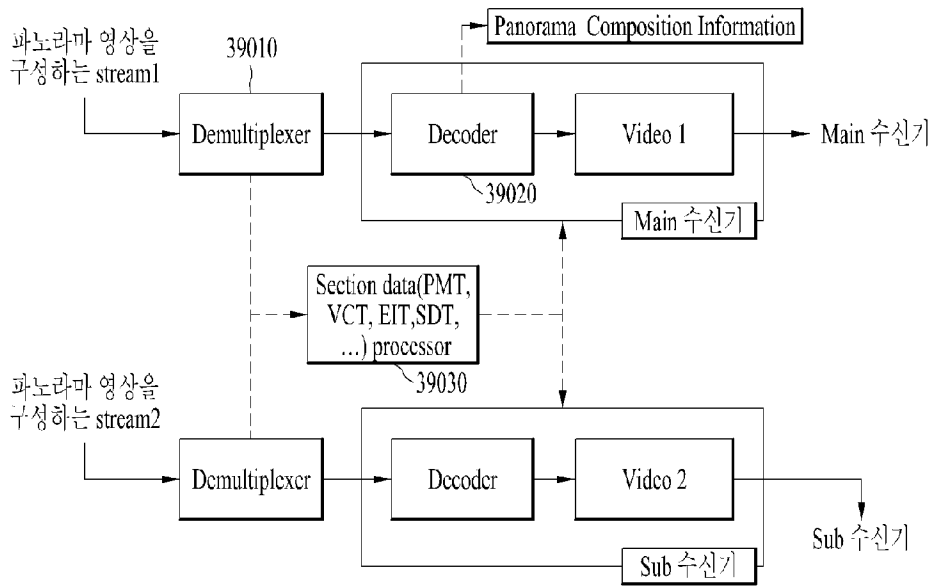 Panorama Composition Information
파노라마 영상을
구성하는 stream1
39010
Demultiplexer
Decoder
Video 1
Main 수신기
39020
Main 수신기
Section data(PMT,
VCT, EIT,SDT,
...) processor
39030
파노라마 영상을
구성하는 stream2
Demultiplexer
Decoder
Video 2
Sub 수신기
Sub 수신기